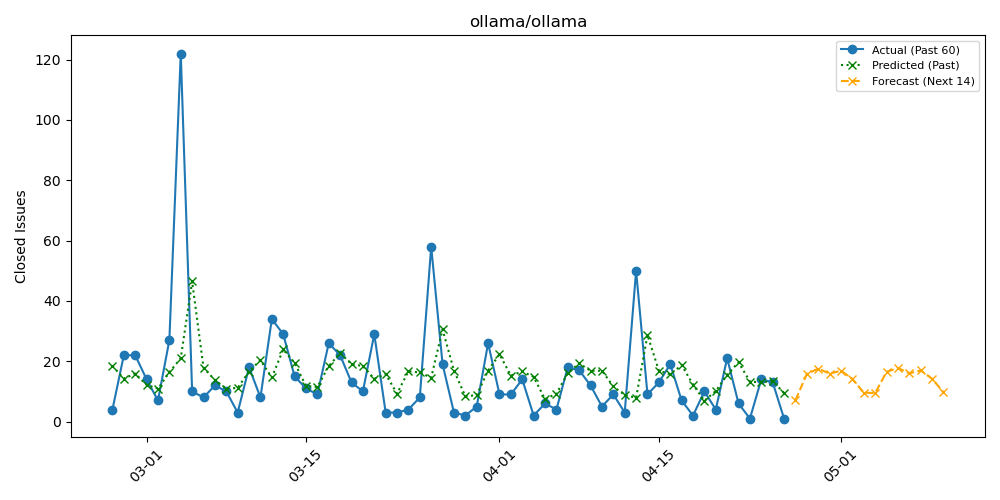 ollama/ollama
Actual (Past 60)
Predicted (Past)
Forecast (Next 14)
Closed Issues
120
100
80
60
40
20
0
03-01
03-15
04-01
04-15
05-01